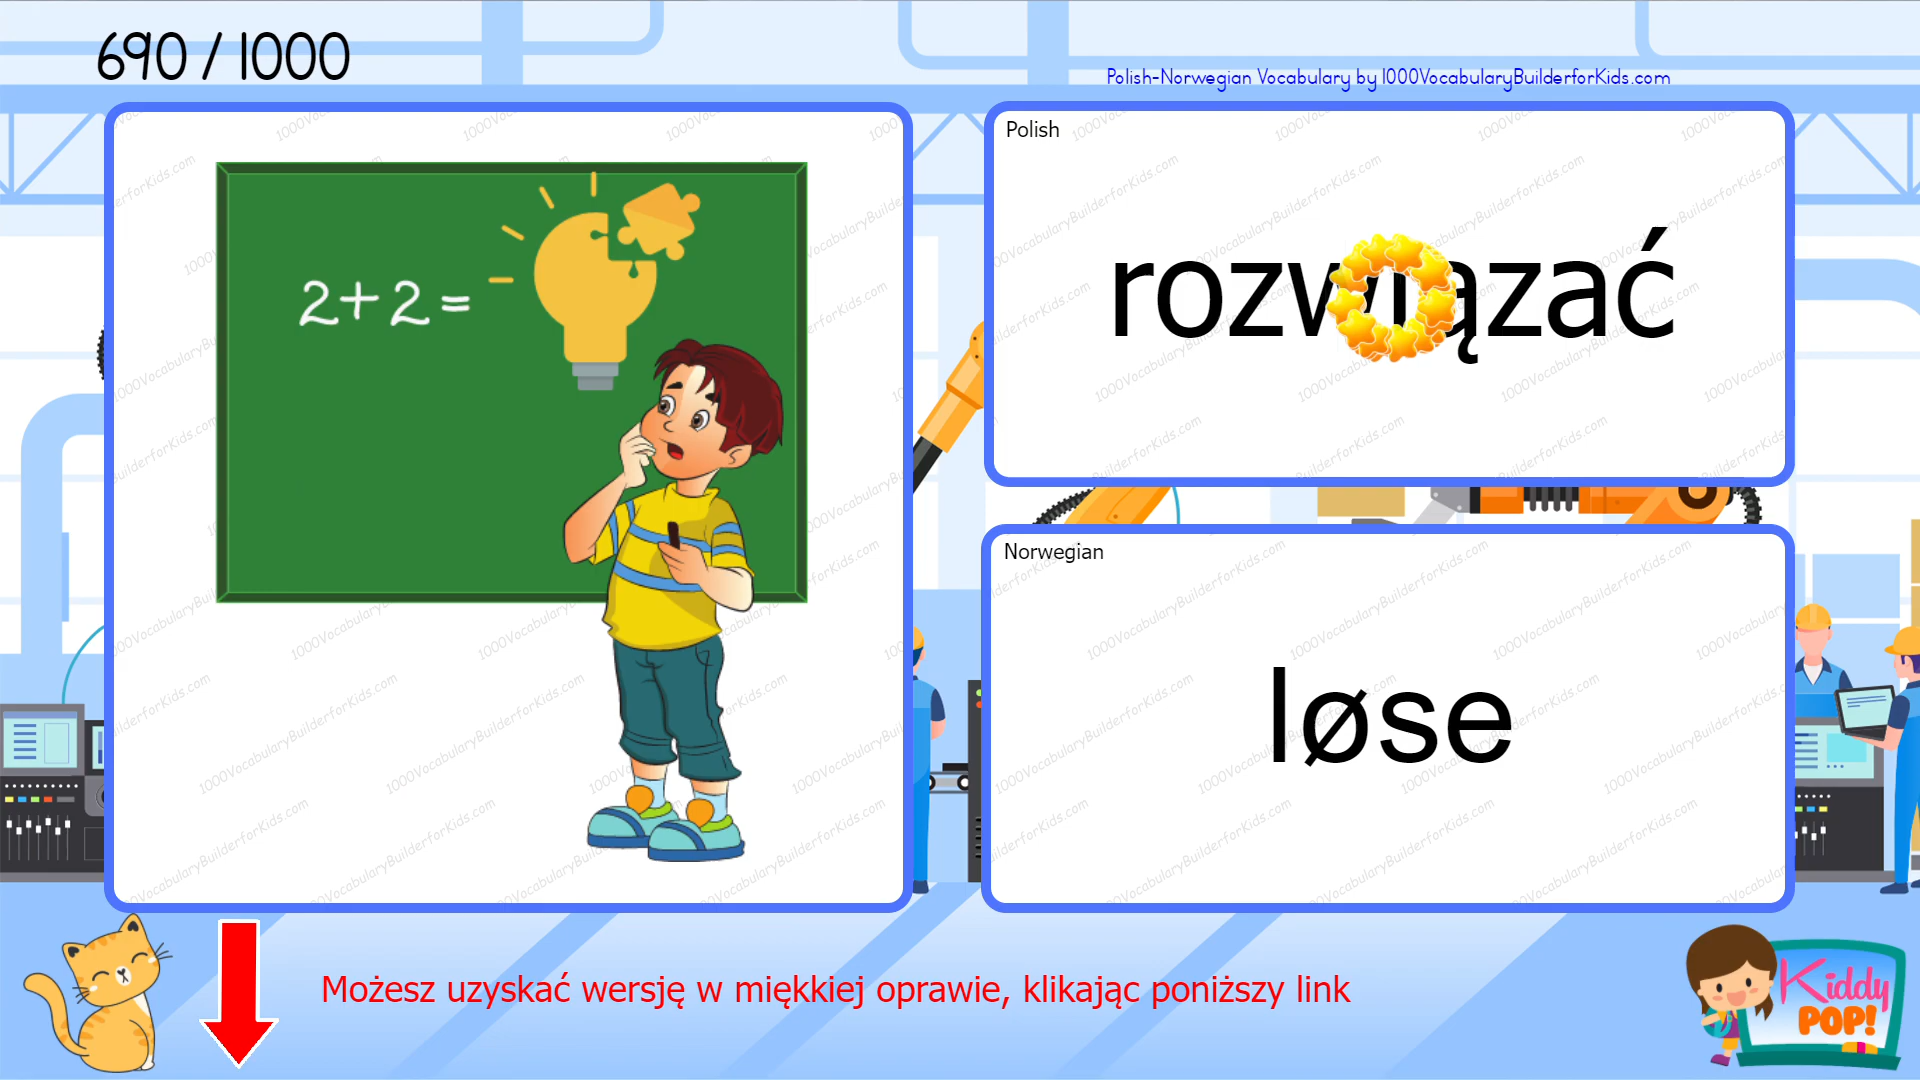 690 / 1000
Polish-Norwegian Vocabulary by 1000VocabularyBuilderforKids.com
2+2=
Polish
rozwiązać
Norwegian
løse
Możesz uzyskać wersję w miękkiej oprawie, klikając poniższy link
Kiddy
POP!